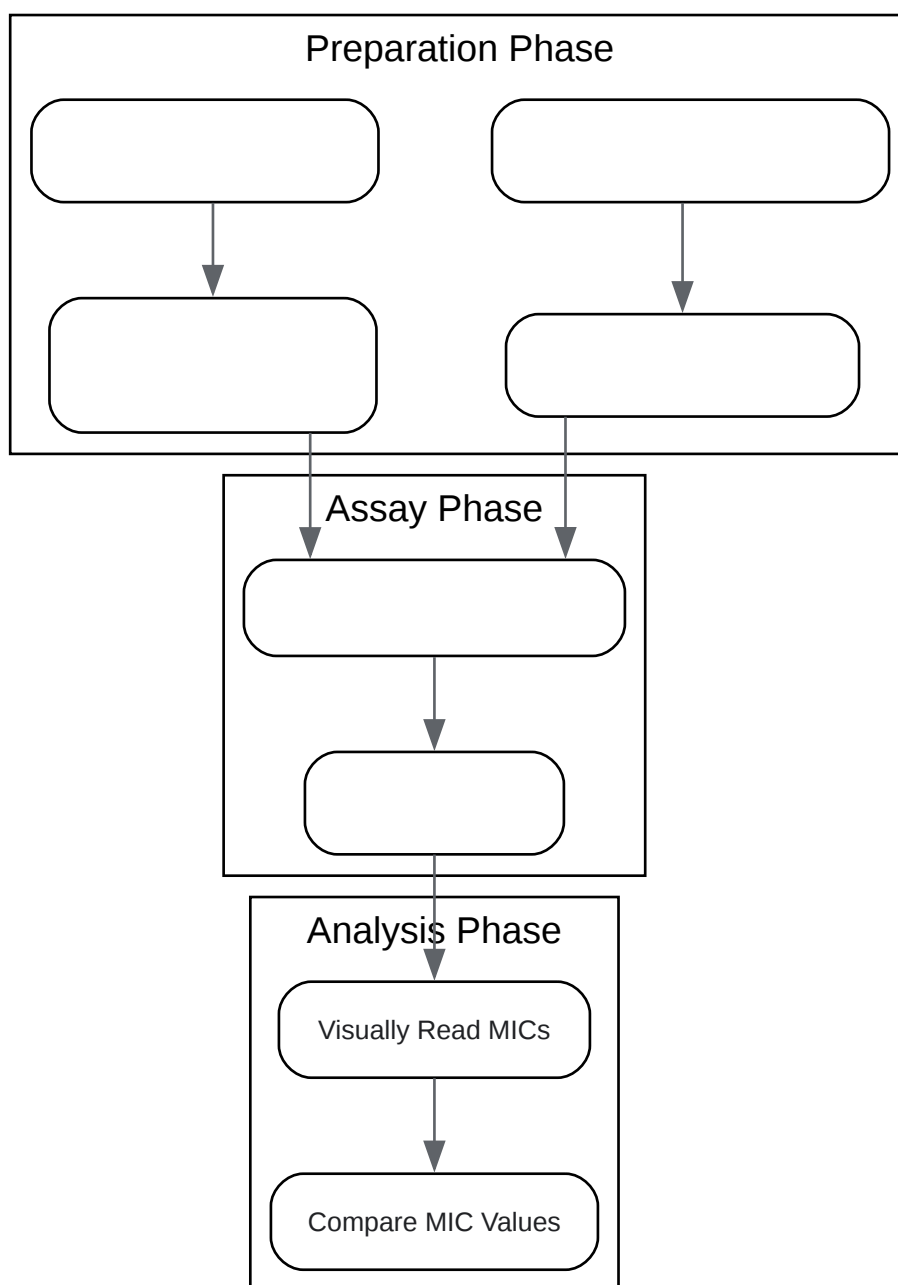 Preparation Phase
Assay Phase
Analysis Phase
Visually Read MICs
Compare MIC Values